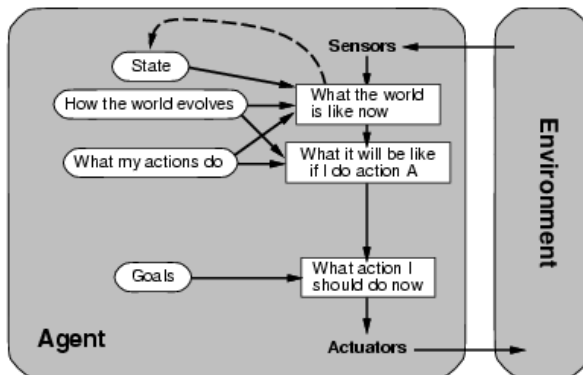 Sensors
State
How the world evolves
What the world
is like now
What my actions do
What it will be like
if I do action A
Goals
What action I
should do now
Agent
Actuators
Environment